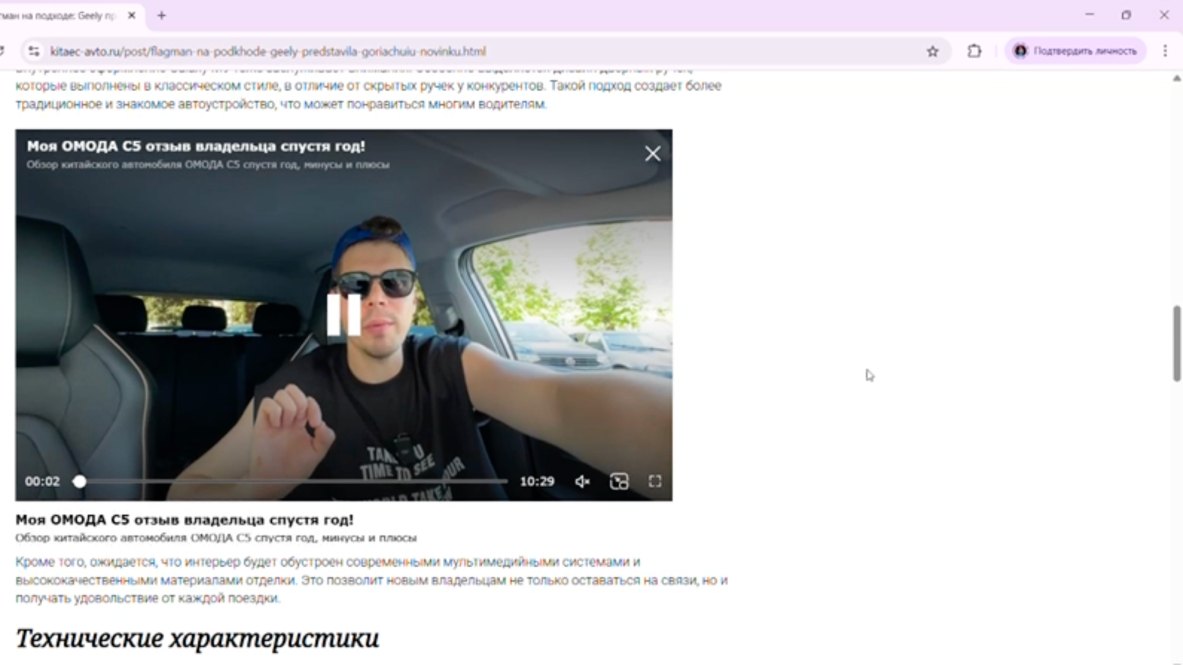 гман на подходе: Geely пр
kitaec-avto.ru/post/flagman-na-podkhode-geely-predstavila-goriachuiu-novinku.html
Подтвердить личность
которые выполнены в классическом стиле, в отличие от скрытых ручек у конкурентов. Такой подход создает более
традиционное и знакомое автоустройство, что может понравиться многим водителям.
Моя ОМОДА С5 отзыв владельца спустя год!
Обзор китайского автомобиля ОМОДА С5 спустя год, минусы и плюсы
TIME TO SEE
00:02
10:29
Моя ОМОДА С5 отзыв владельца спустя год!
Обзор китайского автомобиля ОМОДА С5 спустя год, минусы и плюсы
Кроме того, ожидается, что интерьер будет обустроен современными мультимедийными системами и
высококачественными материалами отделки. Это позволит новым владельцам не только оставаться на связи, но и
получать удовольствие от каждой поездки.
Технические характеристики